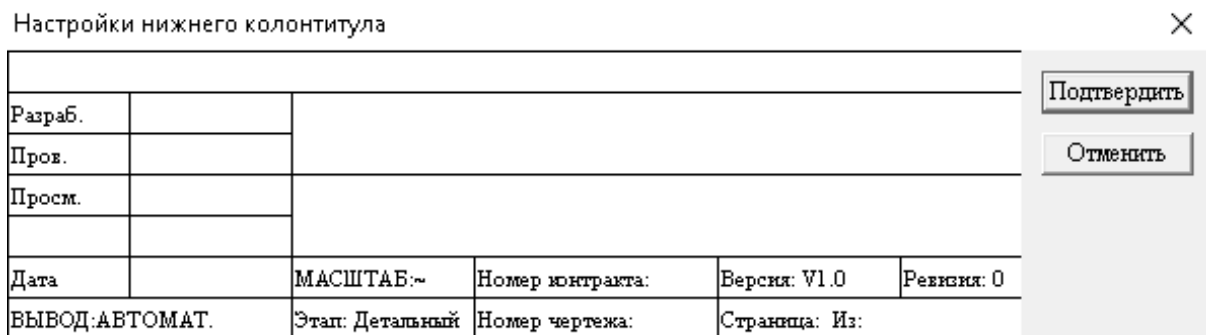 Настройки нижнего колонтитула
Подтвердить
Отменить
Разраб.
Пров.
Просм.
Дата МАСШТАБ:~ Номер контракта: Версия: V1.0 Ревизия: 0
ВЫВОД:АВТОМАТ. Этап: Детальный Номер чертежа: Страница: Из: